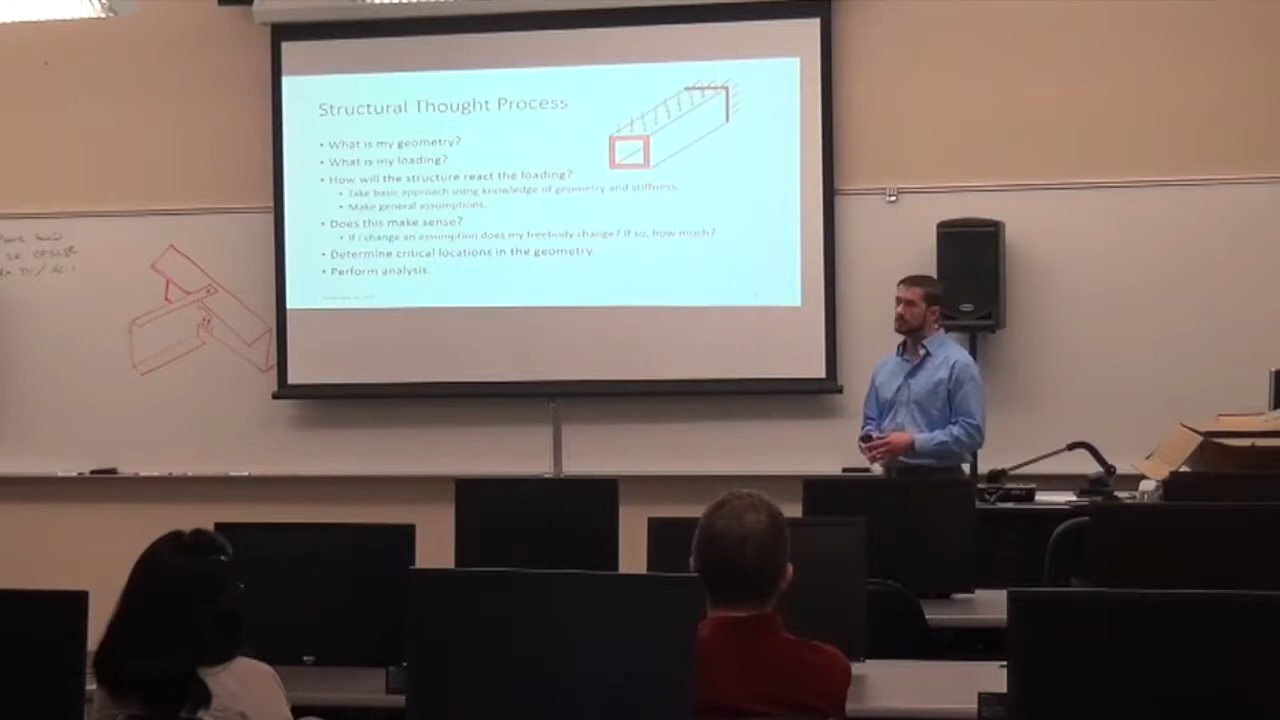 Structural Thought Process
• What is my geometry?
• What is my loading?
• How will the structure react the loading?
• Take basic approach using knowledge of geometry and stiffness.
• Make general assumptions.
• Does this make sense?
• If I change an assumption does my freebody change? If so, how much?
• Determine critical locations in the geometry.
• Perform analysis.